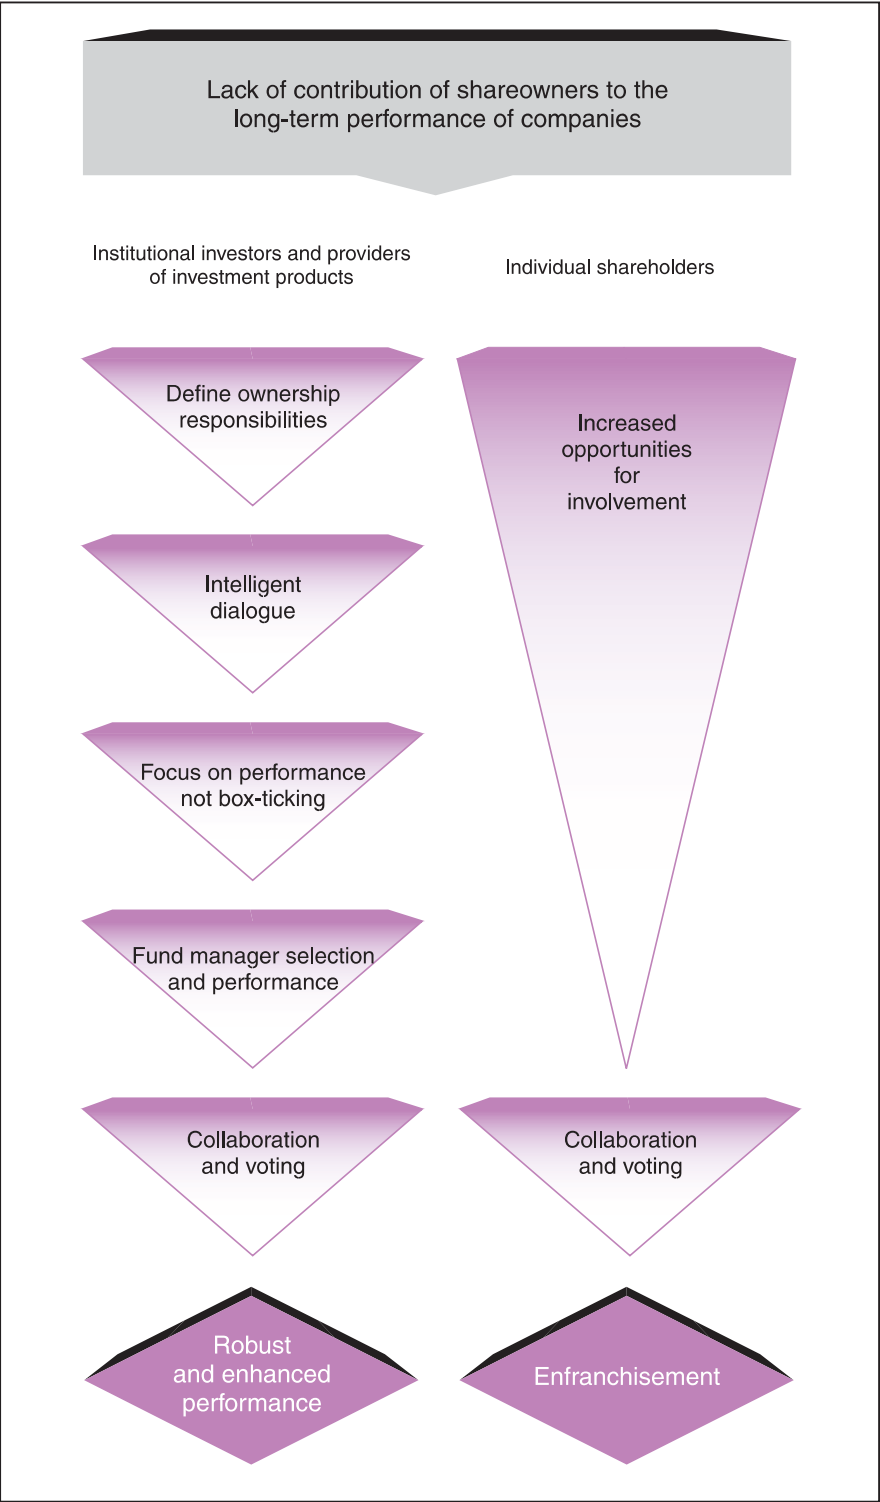 Lack of contribution of shareowners to the
long-term performance of companies
Institutional investors and providers
of investment products
Individual shareholders
Define ownership
responsibilities
Increased
opportunities
for
involvement
Intelligent
dialogue
Focus on performance
not box-ticking
Fund manager selection
and performance
Collaboration
and voting
Collaboration
and voting
Robust
and enhanced
performance
Enfranchisement